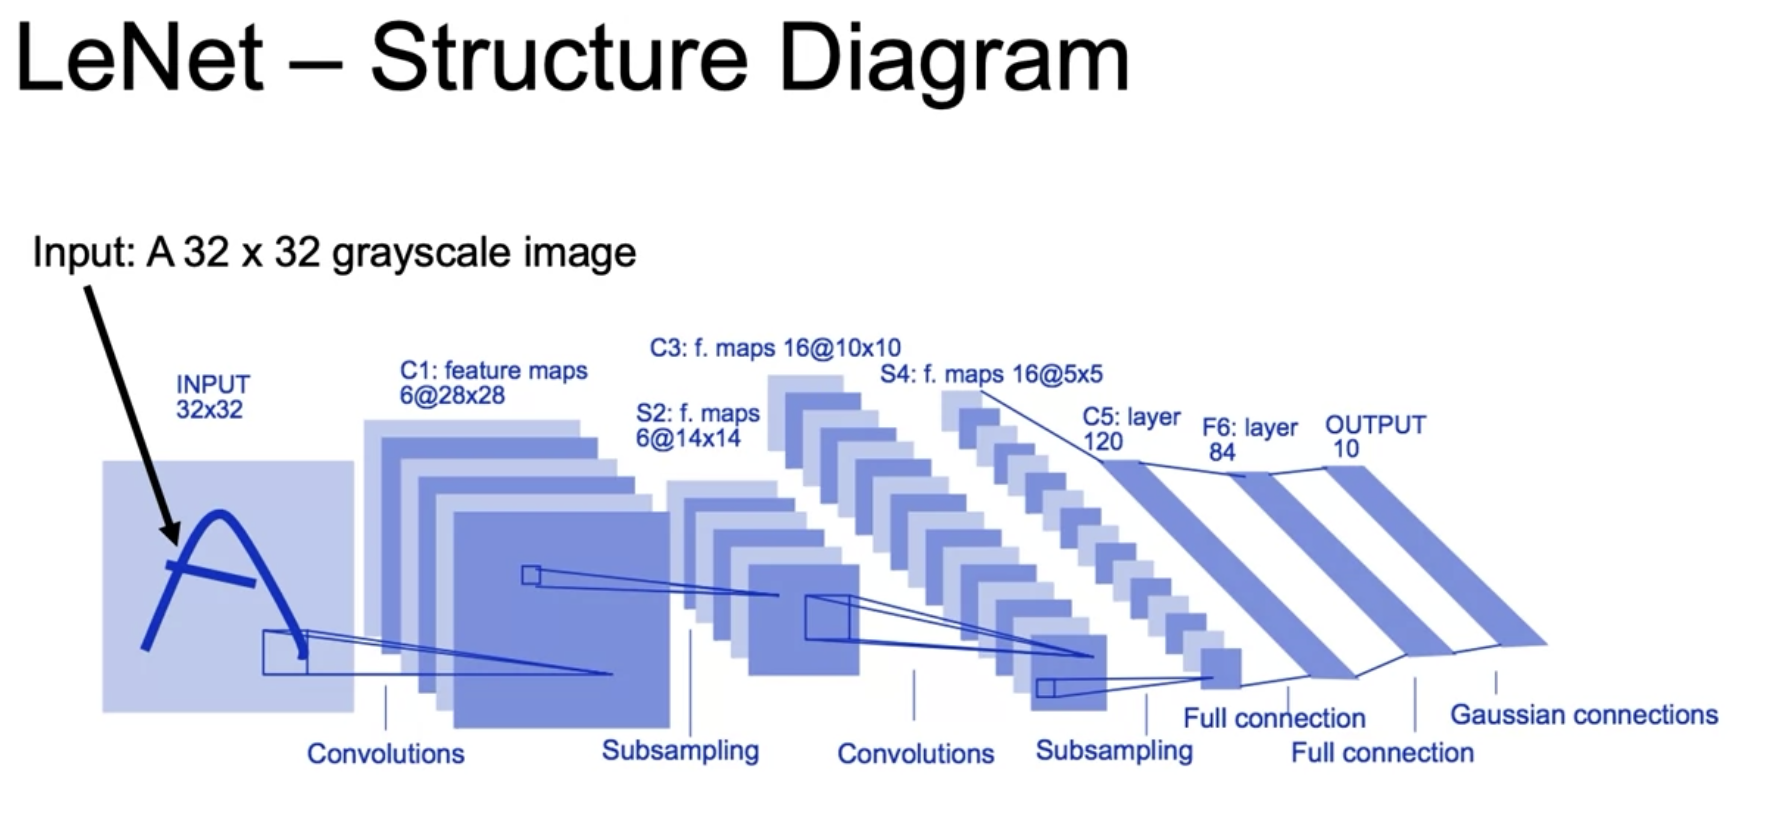 LeNet – Structure Diagram
Input: A 32 x 32 grayscale image
INPUT
32x32
C1: feature maps
6@28x28
C3: f. maps 16@10x10
S2: f. maps
6@14x14
S4: f. maps 16@5x5
C5: layer
120
F6: layer
84
OUTPUT
10
Convolutions
Subsampling
Convolutions
Subsampling
Full connection
Full connection
Gaussian connections